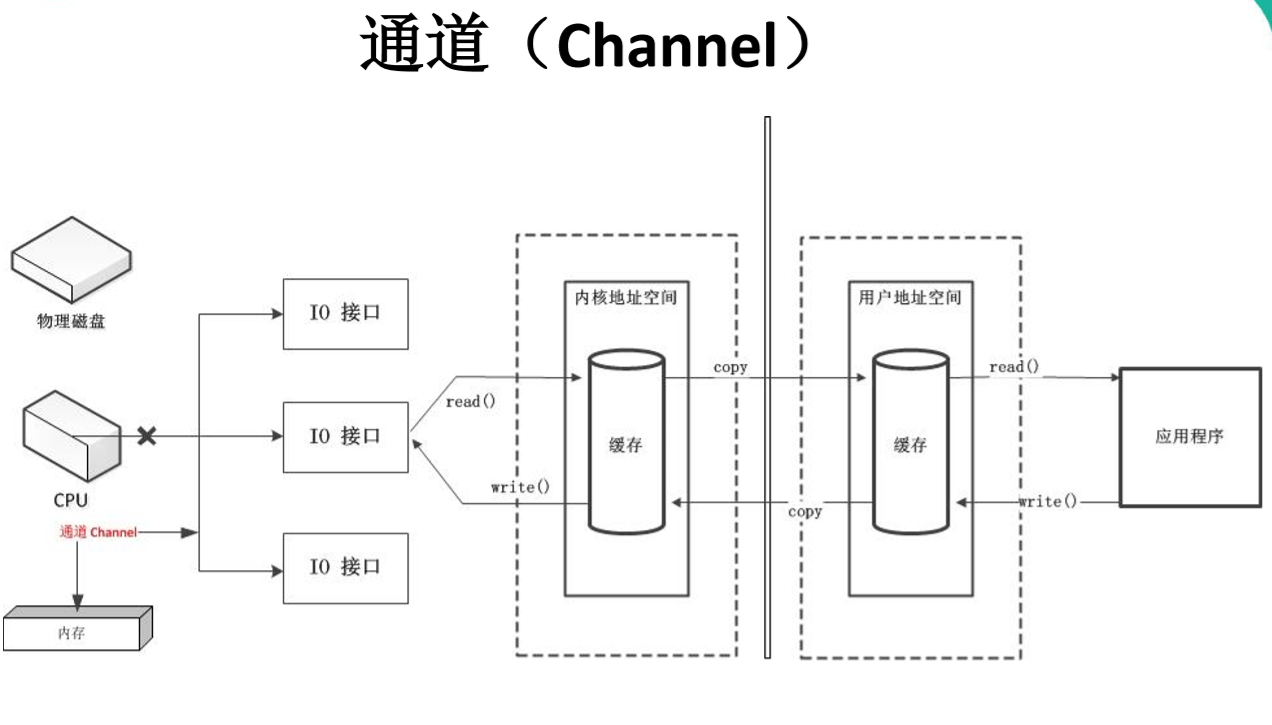 通道（Channel）
物理磁盘
CPU
通道 Channel
内存
IO 接口
IO 接口
IO 接口
read()
write()
内核地址空间
缓存
copy
copy
用户地址空间
缓存
read()
write()
应用程序